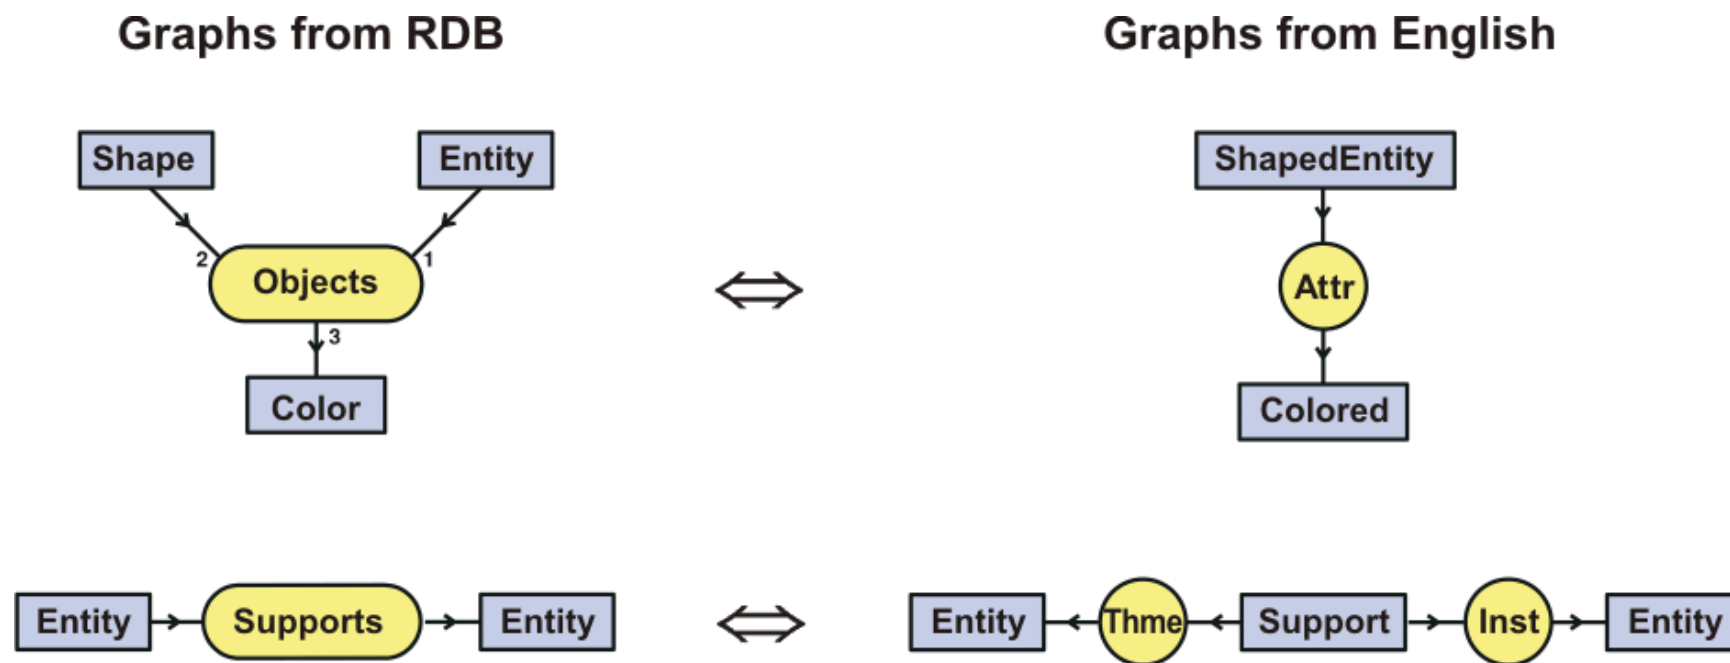 Graphs from RDB
Graphs from English
Shape
Entity
ShapedEntity
2
1
Objects
Attr
3
Color
Colored
Entity
Supports
Entity
Entity
Thme
Support
Inst
Entity